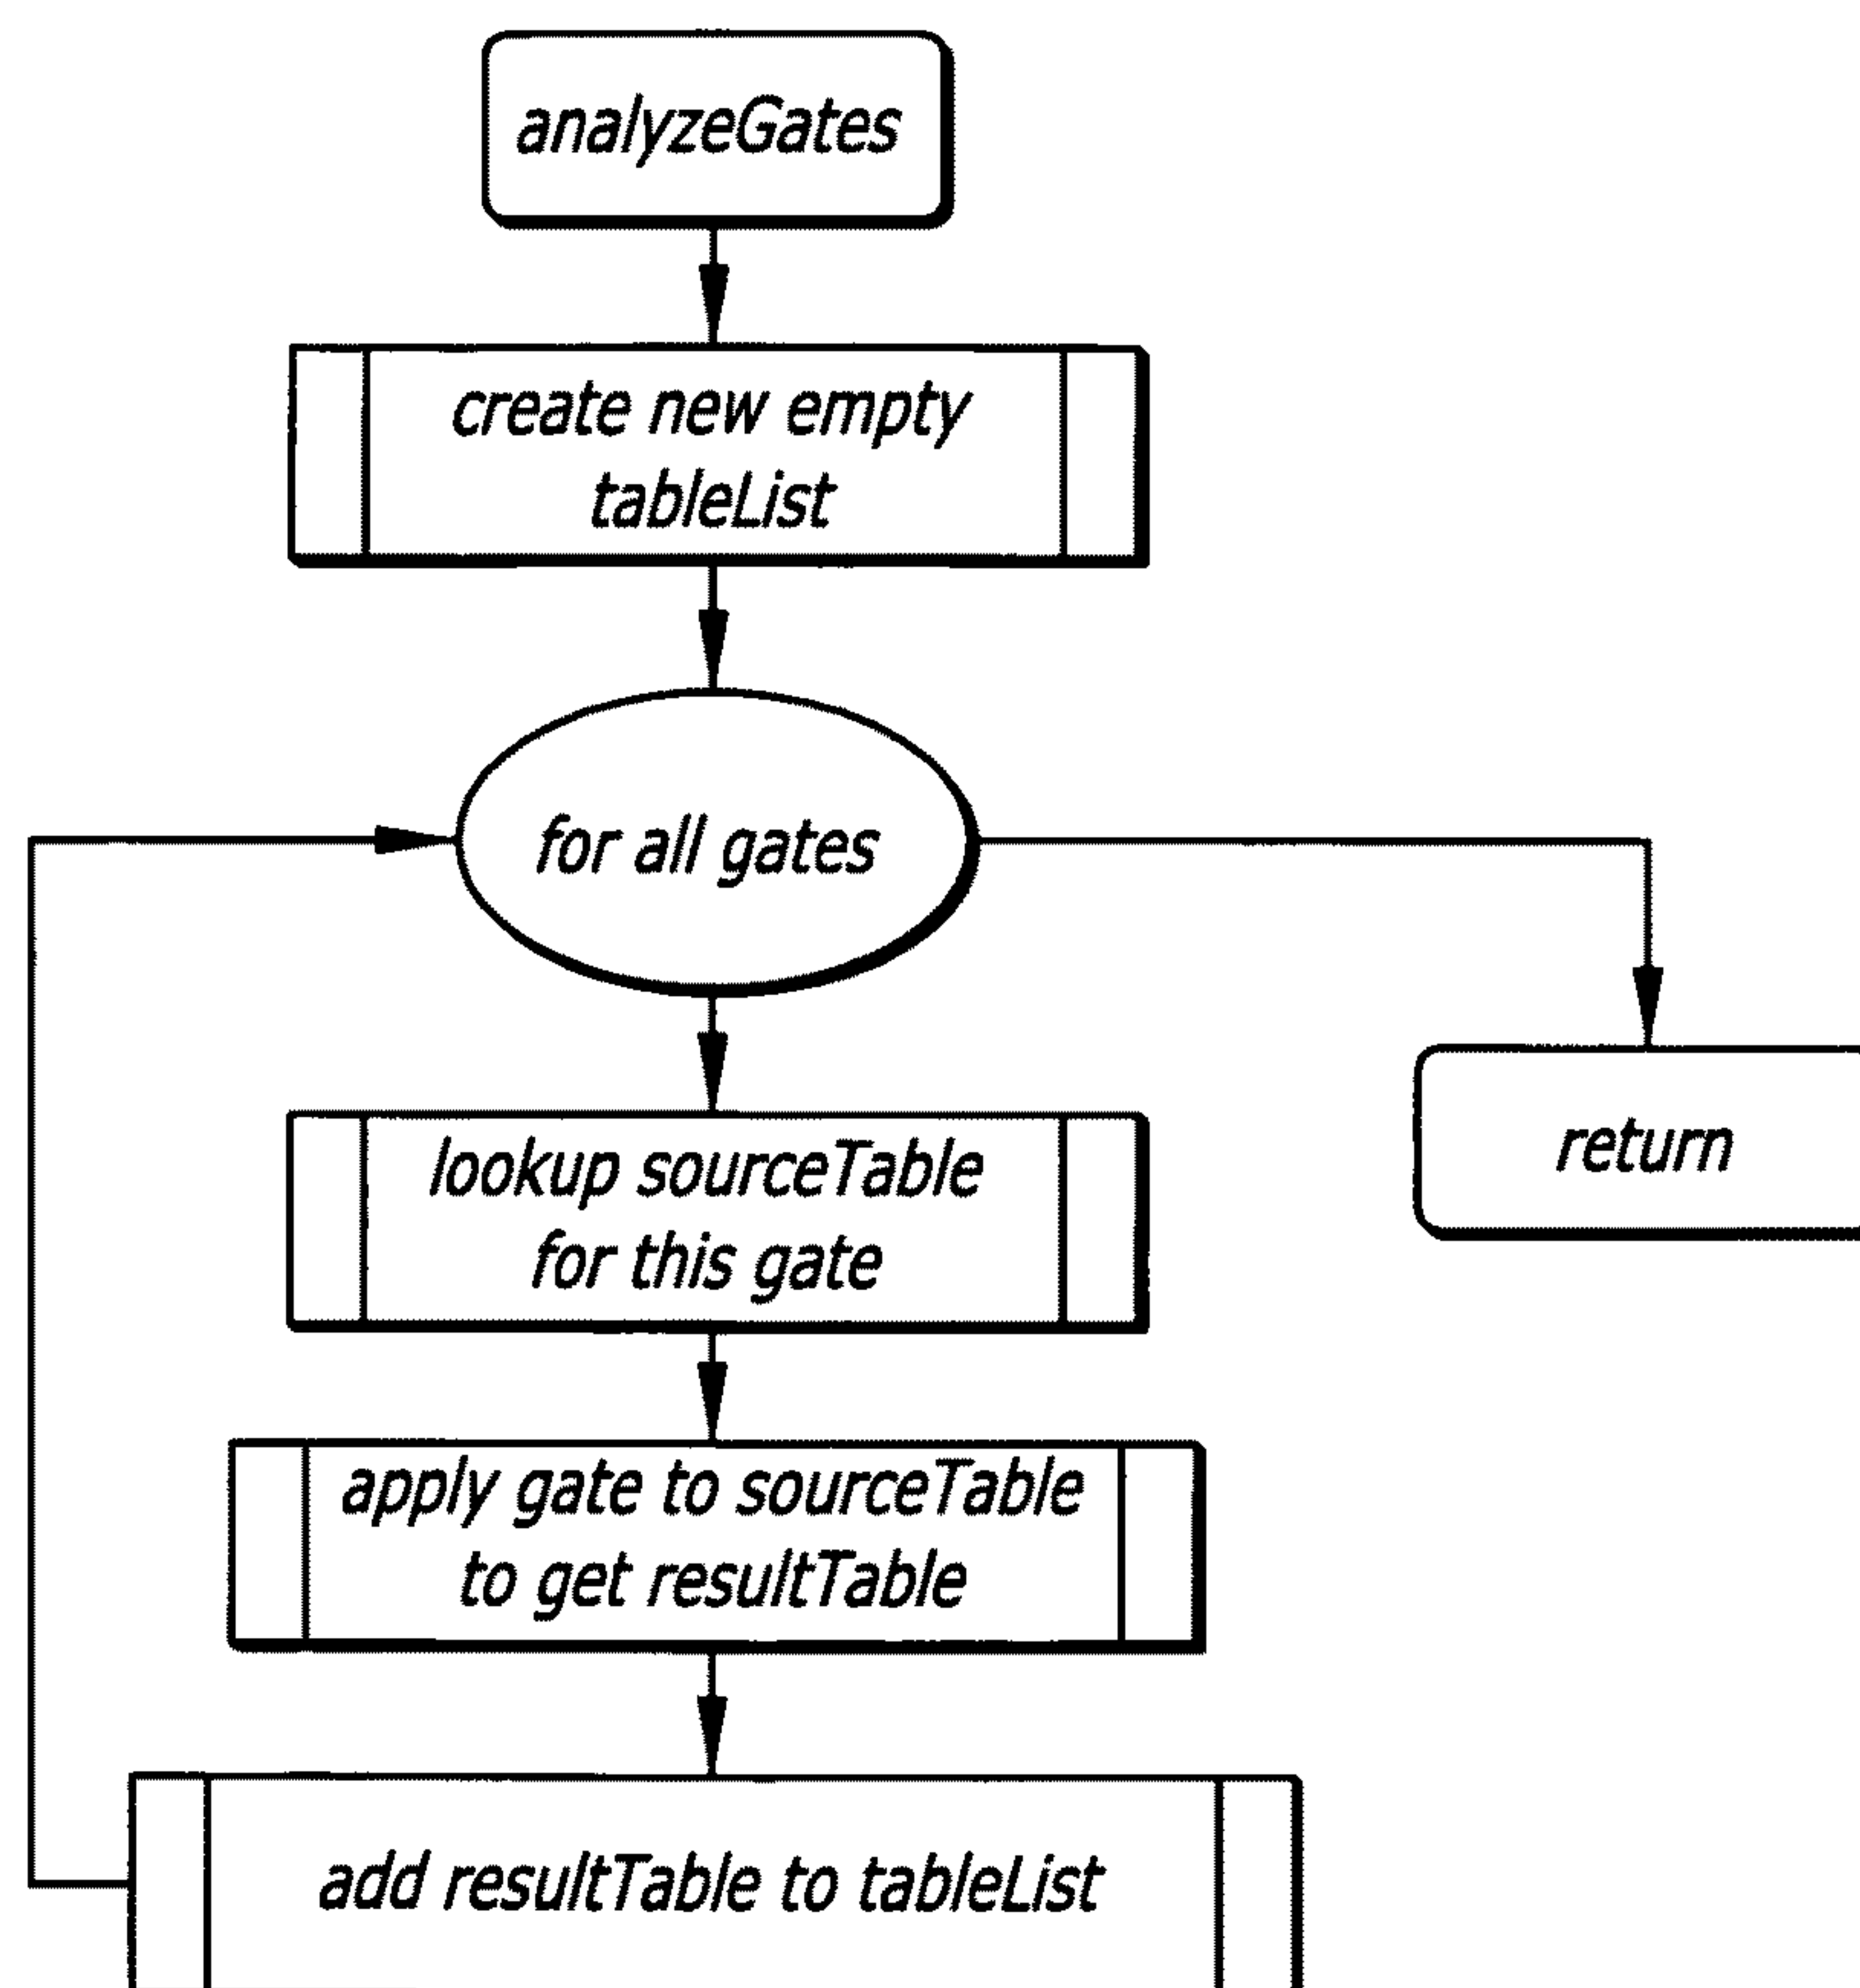 analyzeGates
create new empty
tableList
for all gates
lookup sourceTable
for this gate
return
apply gate to sourceTable
to get resultTable
add resultTable to tableList